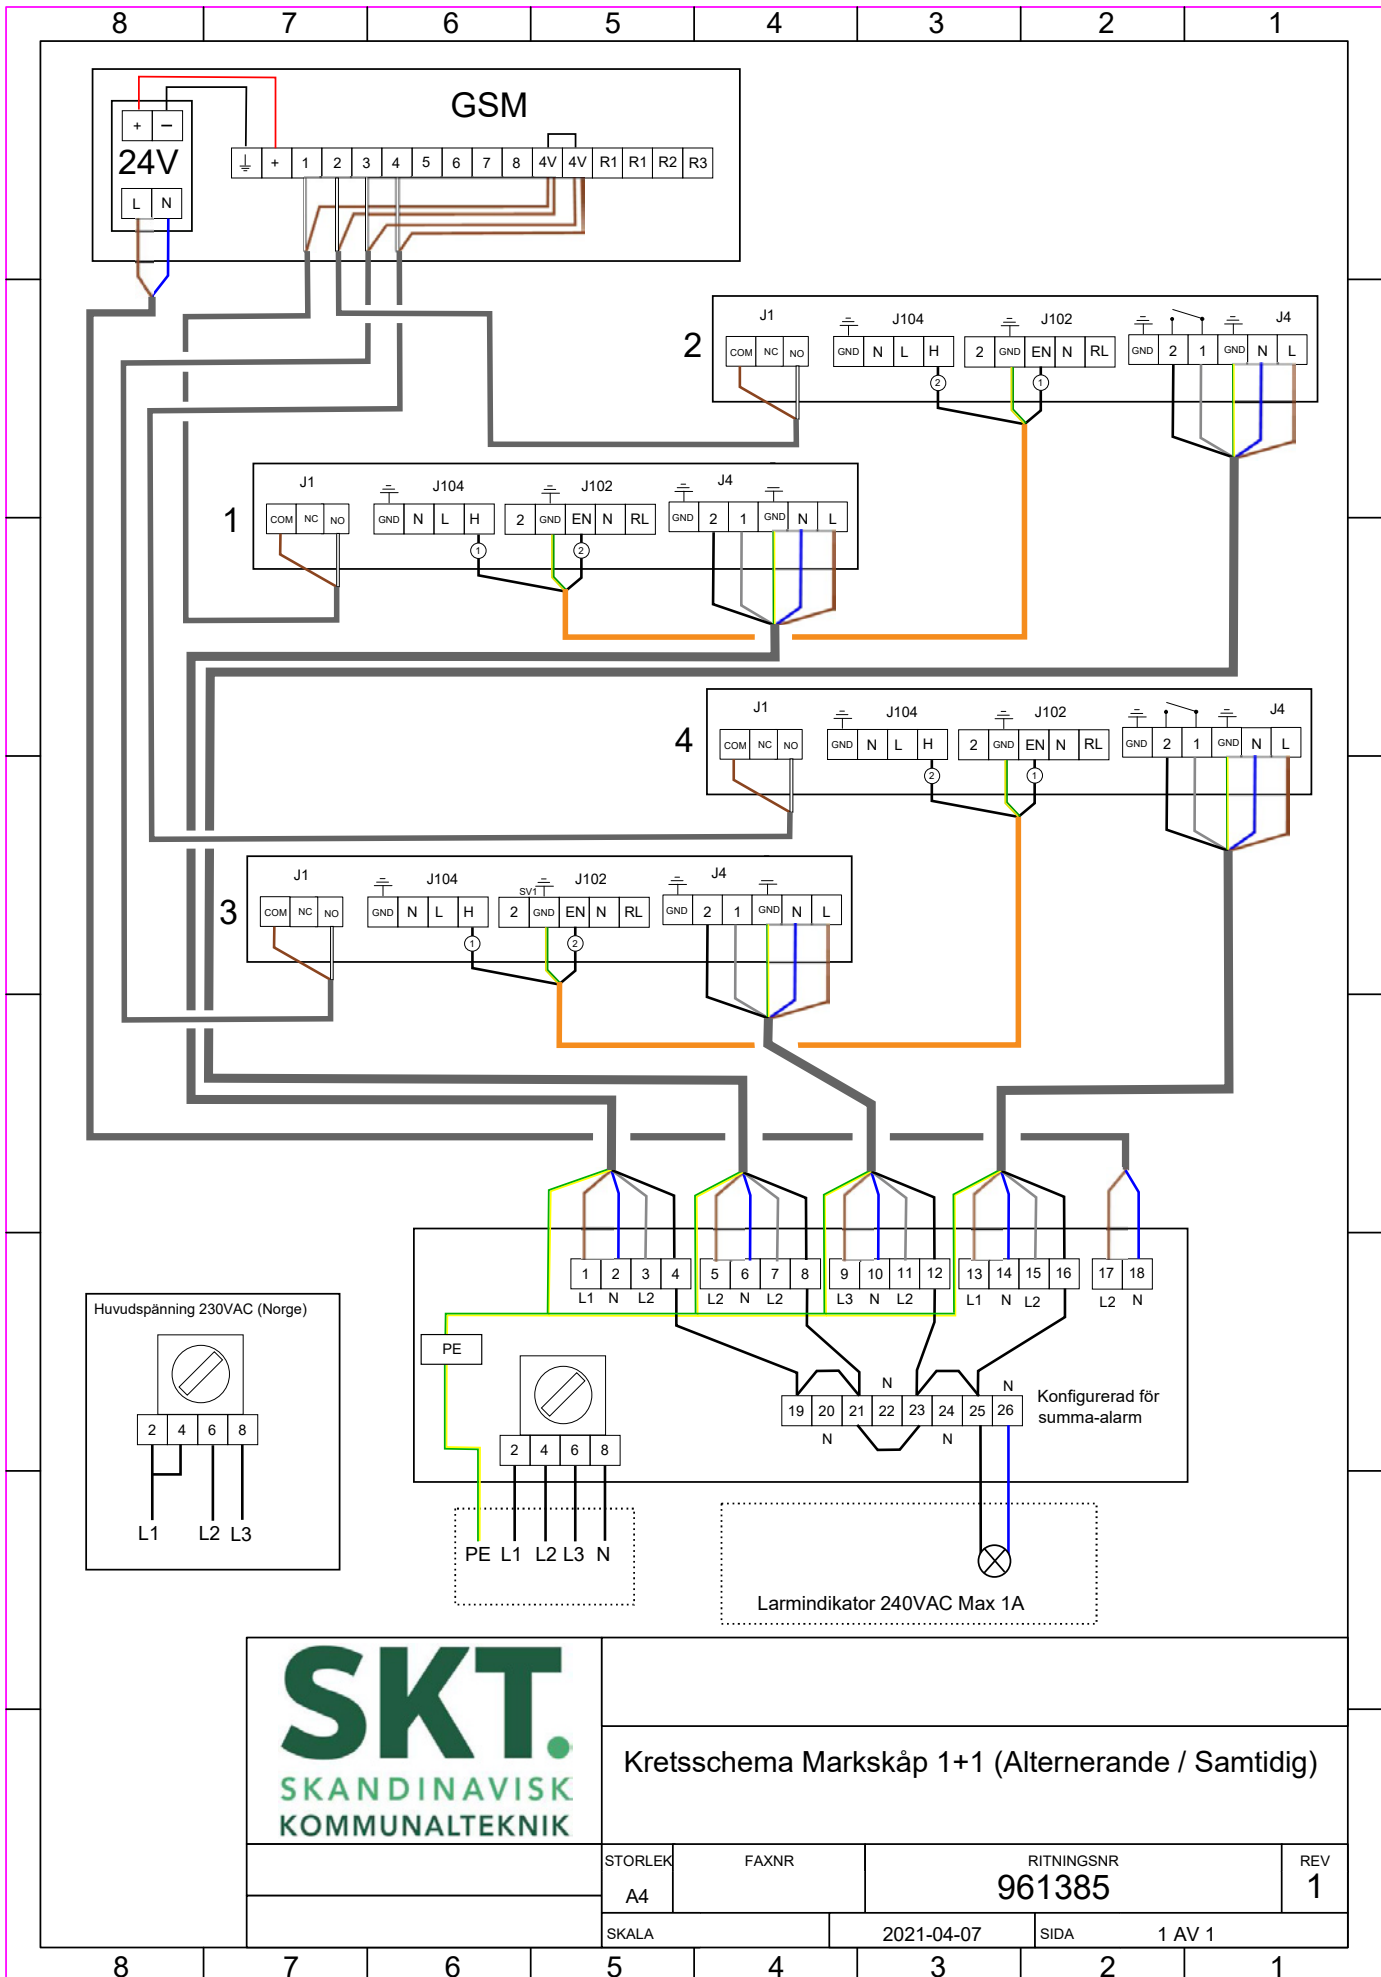 8 7 6 5 4 3 2 1
GSM
+ −
24V
L N
+ 1 2 3 4 5 6 7 8 4V 4V R1 R1 R2 R3
2
J1 J104 J102 J4
COM NC NO GND N L H 2 GND EN N RL GND 2 1 GND N L
2 1
1
J1 J104 J102 J4
COM NC NO GND N L H 2 GND EN N RL GND 2 1 GND N L
1 2
4
J1 J104 J102 J4
COM NC NO GND N L H 2 GND EN N RL GND 2 1 GND N L
2 1
3
J1 J104 SV1 J102 J4
COM NC NO GND N L H 2 GND EN N RL GND 2 1 GND N L
1 2
1 2 3 4 5 6 7 8 9 10 11 12 13 14 15 16 17 18
L1 N L2 L2 N L2 L3 N L2 L1 N L2 L2 N
PE
N N
19 20 21 22 23 24 25 26
N N
Konfigurerad för
summa-alarm
2 4 6 8
PE L1 L2 L3 N
Larmindikator 240VAC Max 1A
Huvudspänning 230VAC (Norge)
2 4 6 8
L1 L2 L3
SKT.
SKANDINAVISK
KOMMUNALTEKNIK
Kretsschema Markskåp 1+1 (Alternerande / Samtidig)
STORLEK FAXNR RITNINGSNR REV
A4 961385 1
SKALA 2021-04-07 SIDA 1 AV 1
8 7 6 5 4 3 2 1